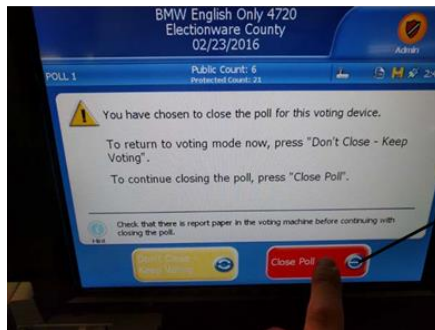 BMW English Only 4720
Electionware County
02/23/2016
Admin
POLL 1
Public Count: 6
Protected Count: 21
2x
You have chosen to close the poll for this voting device.
To return to voting mode now, press "Don't Close - Keep
Voting".
To continue closing the poll, press "Close Poll".
Check that there is report paper in the voting machine before continuing with
closing the poll.
Hint
Don't Close -
Keep Voting
Close Poll